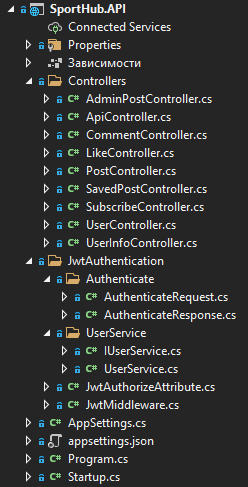 SportHub.API
Connected Services
Properties
Зависимости
Controllers
C# AdminPostController.cs
C# ApiController.cs
C# CommentController.cs
C# LikeController.cs
C# PostController.cs
C# SavedPostController.cs
C# SubscribeController.cs
C# UserController.cs
C# UserInfoController.cs
JwtAuthentication
Authenticate
C# AuthenticateRequest.cs
C# AuthenticateResponse.cs
UserService
C# IUserService.cs
C# UserService.cs
C# JwtAuthorizeAttribute.cs
C# JwtMiddleware.cs
C# AppSettings.cs
appsettings.json
C# Program.cs
C# Startup.cs